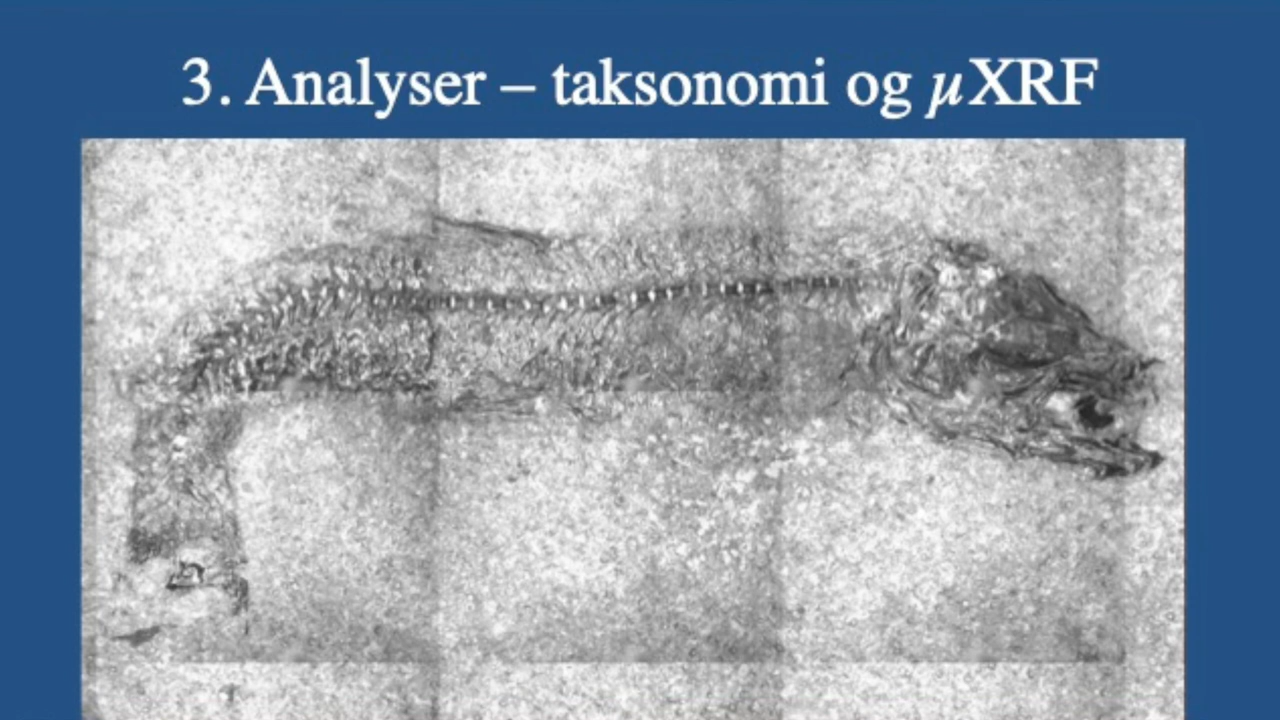 3. Analyser – taksonomi og μXRF